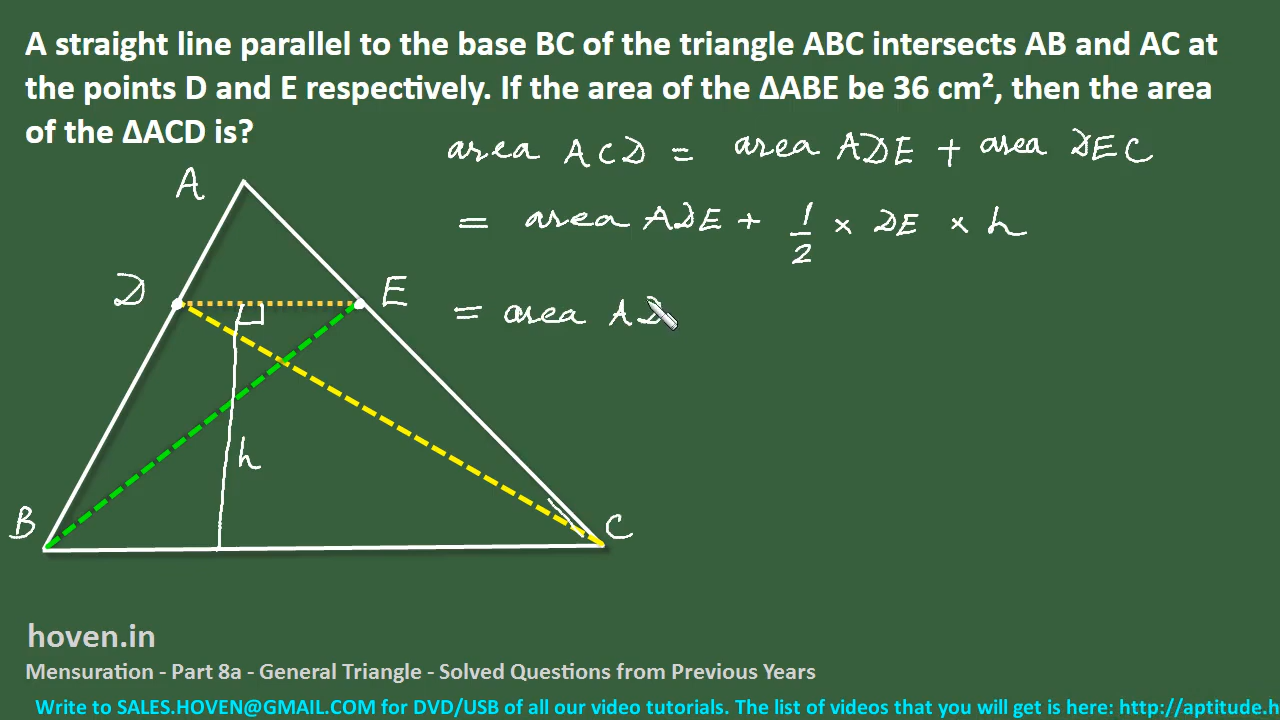 A straight line parallel to the base BC of the triangle ABC intersects AB and AC at
the points D and E respectively. If the area of the ΔABE be 36 cm², then the area
of the ΔACD is?
area ACD = area ADE + area DEC
= area ADE + 1/2 × DE × h
= area AD
A
D
E
h
B
C
hoven.in
Mensuration - Part 8a - General Triangle - Solved Questions from Previous Years
Write to SALES.HOVEN@GMAIL.COM for DVD/USB of all our video tutorials. The list of videos that you will get is here: http://aptitude.h